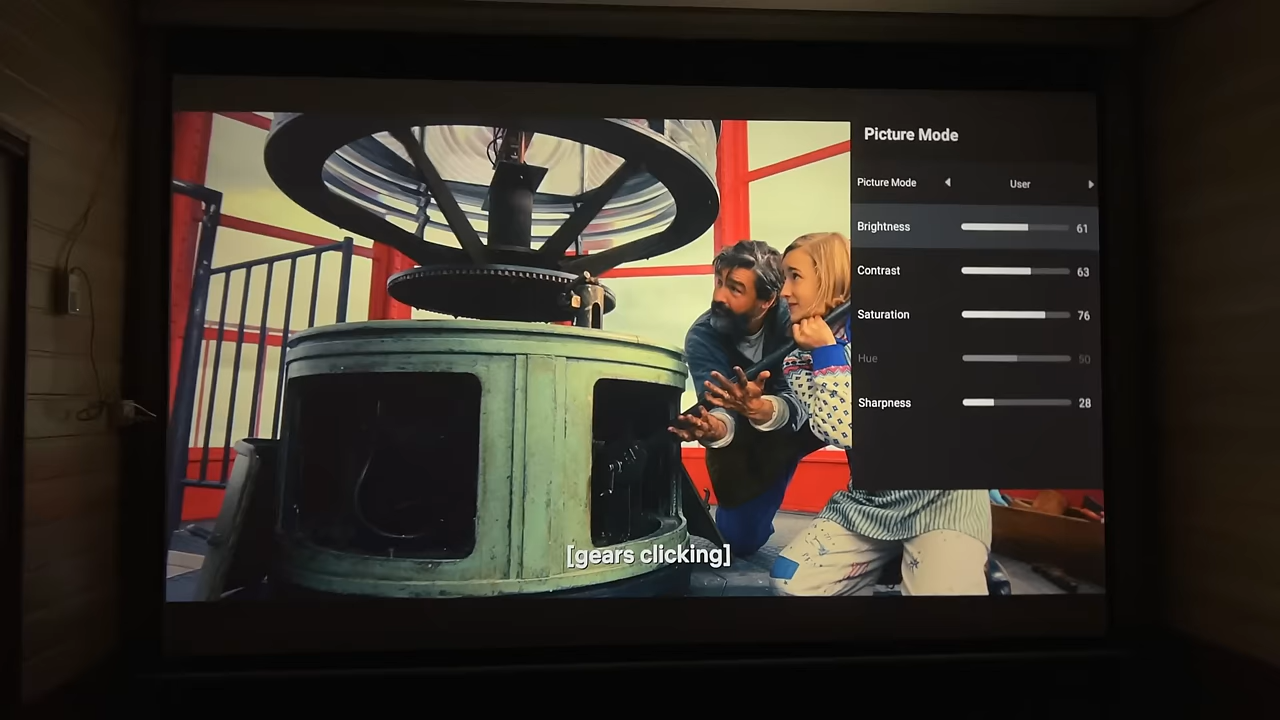 Picture Mode
Picture Mode User
Brightness 61
Contrast 63
Saturation 76
Hue 50
Sharpness 28
[gears clicking]